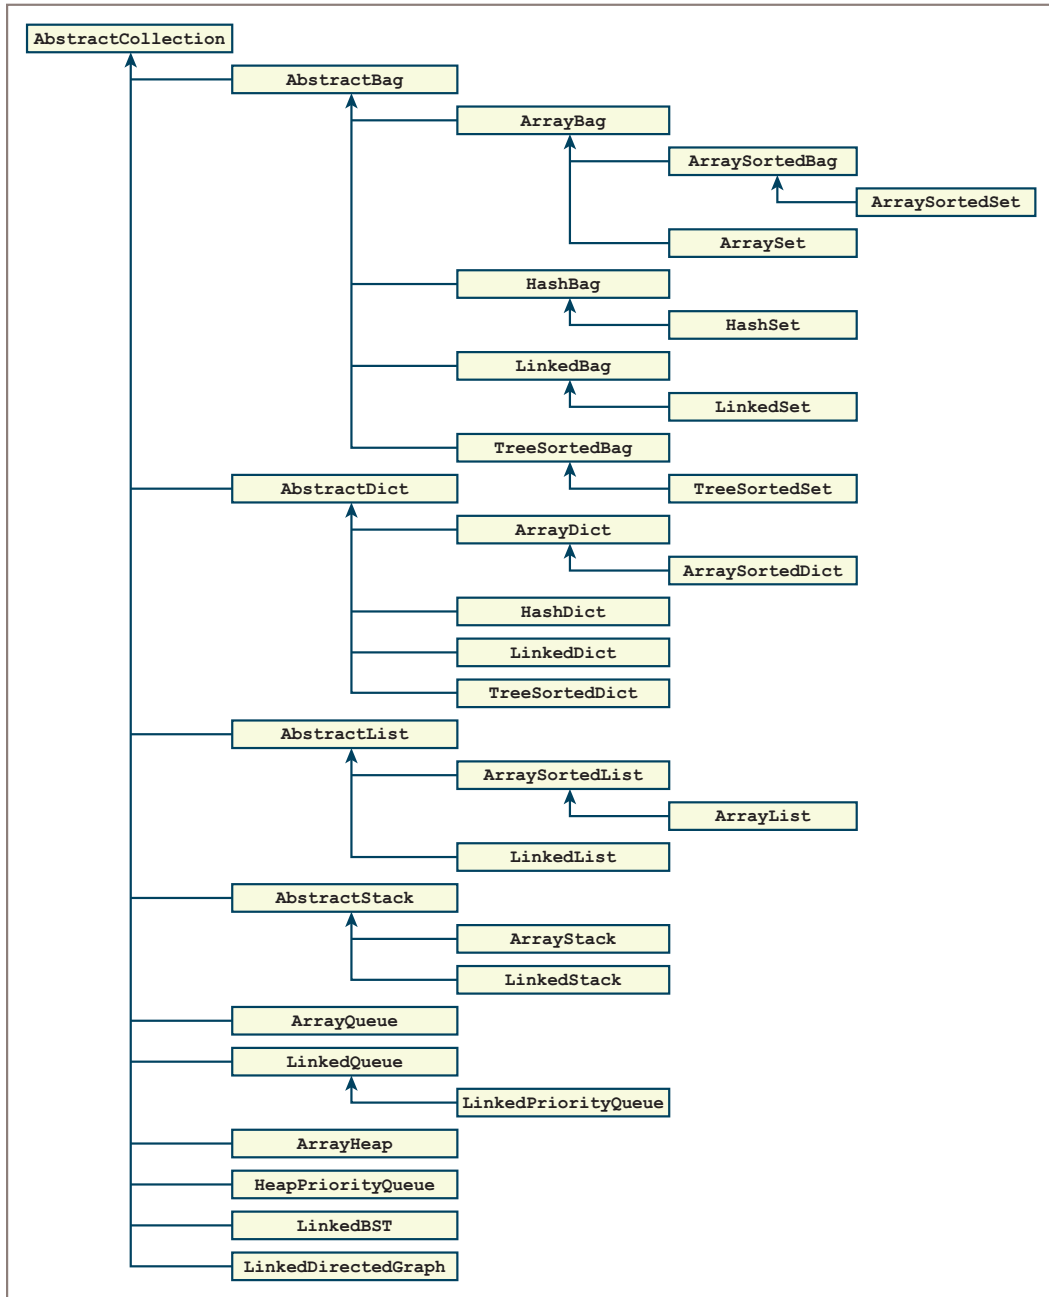 AbstractCollection
AbstractBag
ArrayBag
ArraySortedBag
ArraySortedSet
ArraySet
HashBag
HashSet
LinkedBag
LinkedSet
TreeSortedBag
TreeSortedSet
AbstractDict
ArrayDict
ArraySortedDict
HashDict
LinkedDict
TreeSortedDict
AbstractList
ArraySortedList
ArrayList
LinkedList
AbstractStack
ArrayStack
LinkedStack
ArrayQueue
LinkedQueue
LinkedPriorityQueue
ArrayHeap
HeapPriorityQueue
LinkedBST
LinkedDirectedGraph